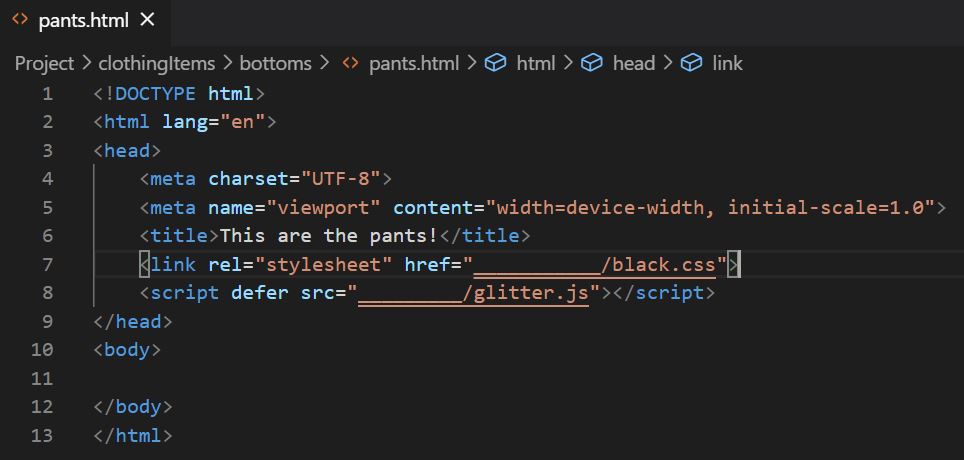 <> pants.html ×
Project > clothingItems > bottoms > <> pants.html > html > head > link
1 <!DOCTYPE html>
2 <html lang="en">
3 <head>
4     <meta charset="UTF-8">
5     <meta name="viewport" content="width=device-width, initial-scale=1.0">
6     <title>This are the pants!</title>
7     <link rel="stylesheet" href="___________/black.css">
8     <script defer src="_________/glitter.js"></script>
9 </head>
10 <body>
11
12 </body>
13 </html>